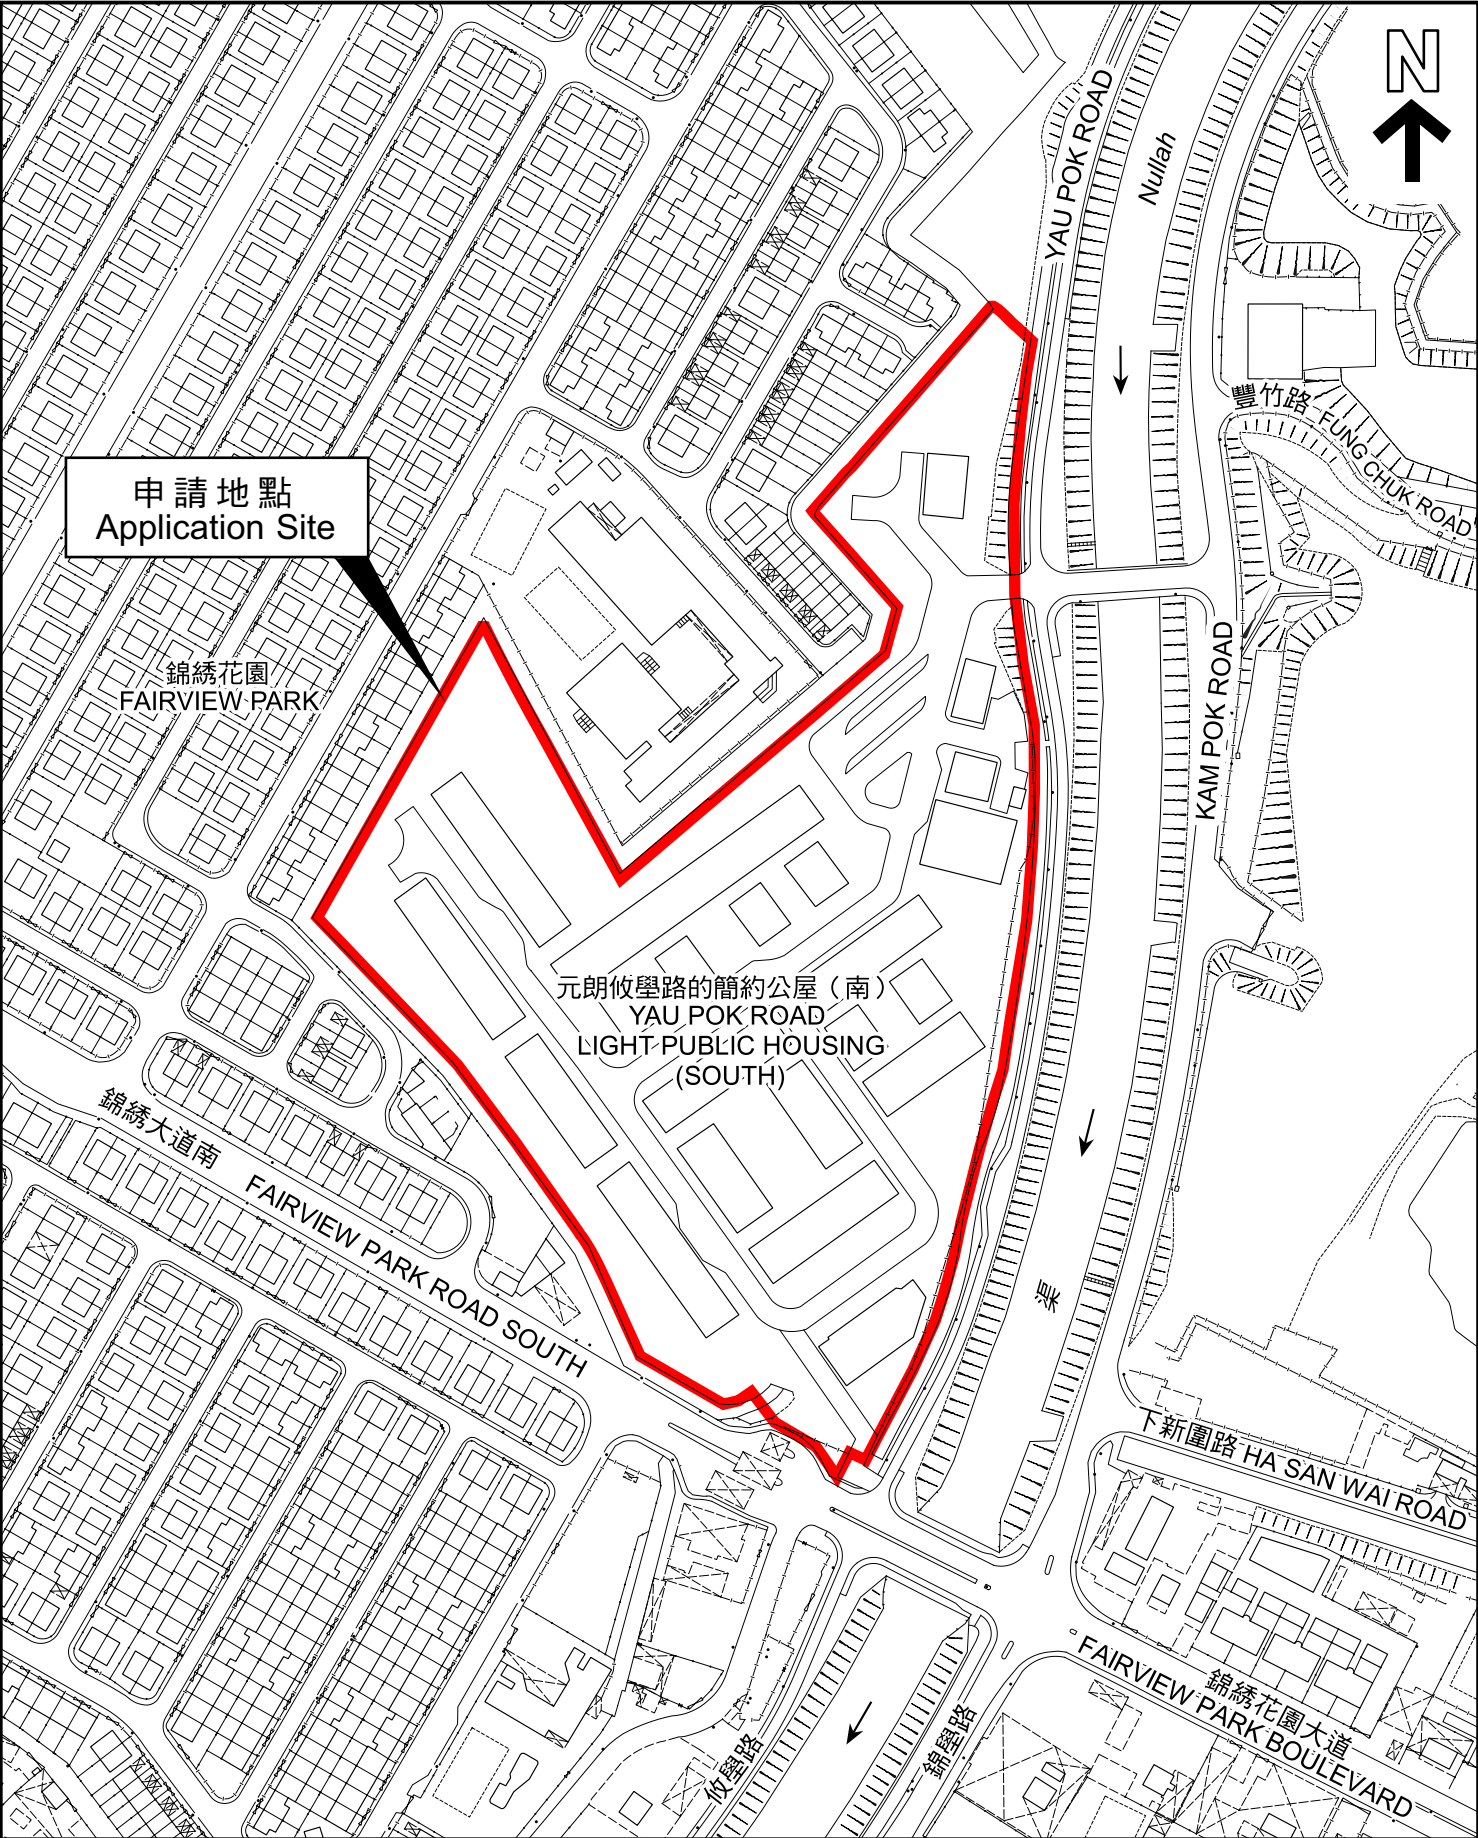 N
YAU POK ROAD
Nullah
豐竹路 FUNG CHUK ROAD
申請地點
Application Site
錦綉花園
FAIRVIEW PARK
KAM POK ROAD
元朗攸壆路的簡約公屋（南）
YAU POK ROAD
LIGHT PUBLIC HOUSING
(SOUTH)
錦綉大道南 FAIRVIEW PARK ROAD SOUTH
渠
下新圍路 HA SAN WAI ROAD
錦綉花園大道
FAIRVIEW PARK BOULEVARD
攸壆路
錦壆路